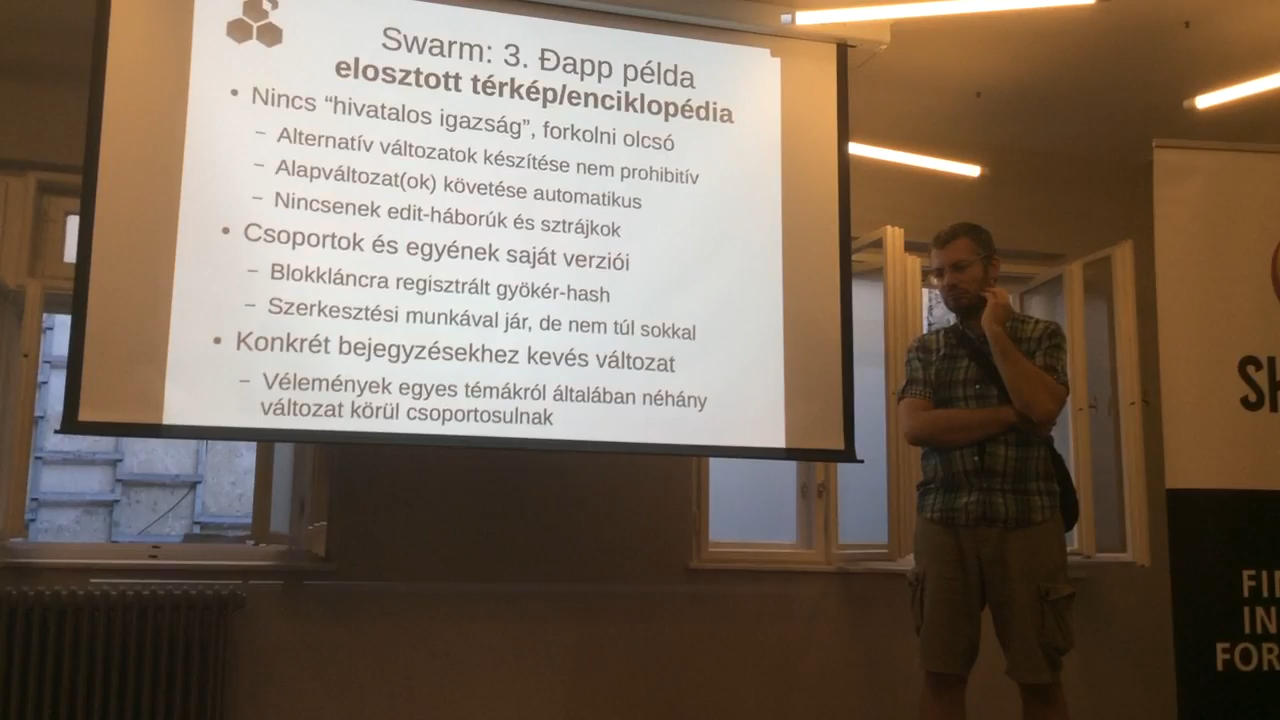 Swarm: 3. Đapp példa
elosztott térkép/enciklopédia
• Nincs “hivatalos igazság”, forkolni olcsó
– Alternatív változatok készítése nem prohibitív
– Alapváltozat(ok) követése automatikus
– Nincsenek edit-háborúk és sztrájkok
• Csoportok és egyének saját verziói
– Blokkláncra regisztrált gyökér-hash
– Szerkesztési munkával jár, de nem túl sokkal
• Konkrét bejegyzésekhez kevés változat
– Vélemények egyes témákról általában néhány
változat körül csoportosulnak
FOR